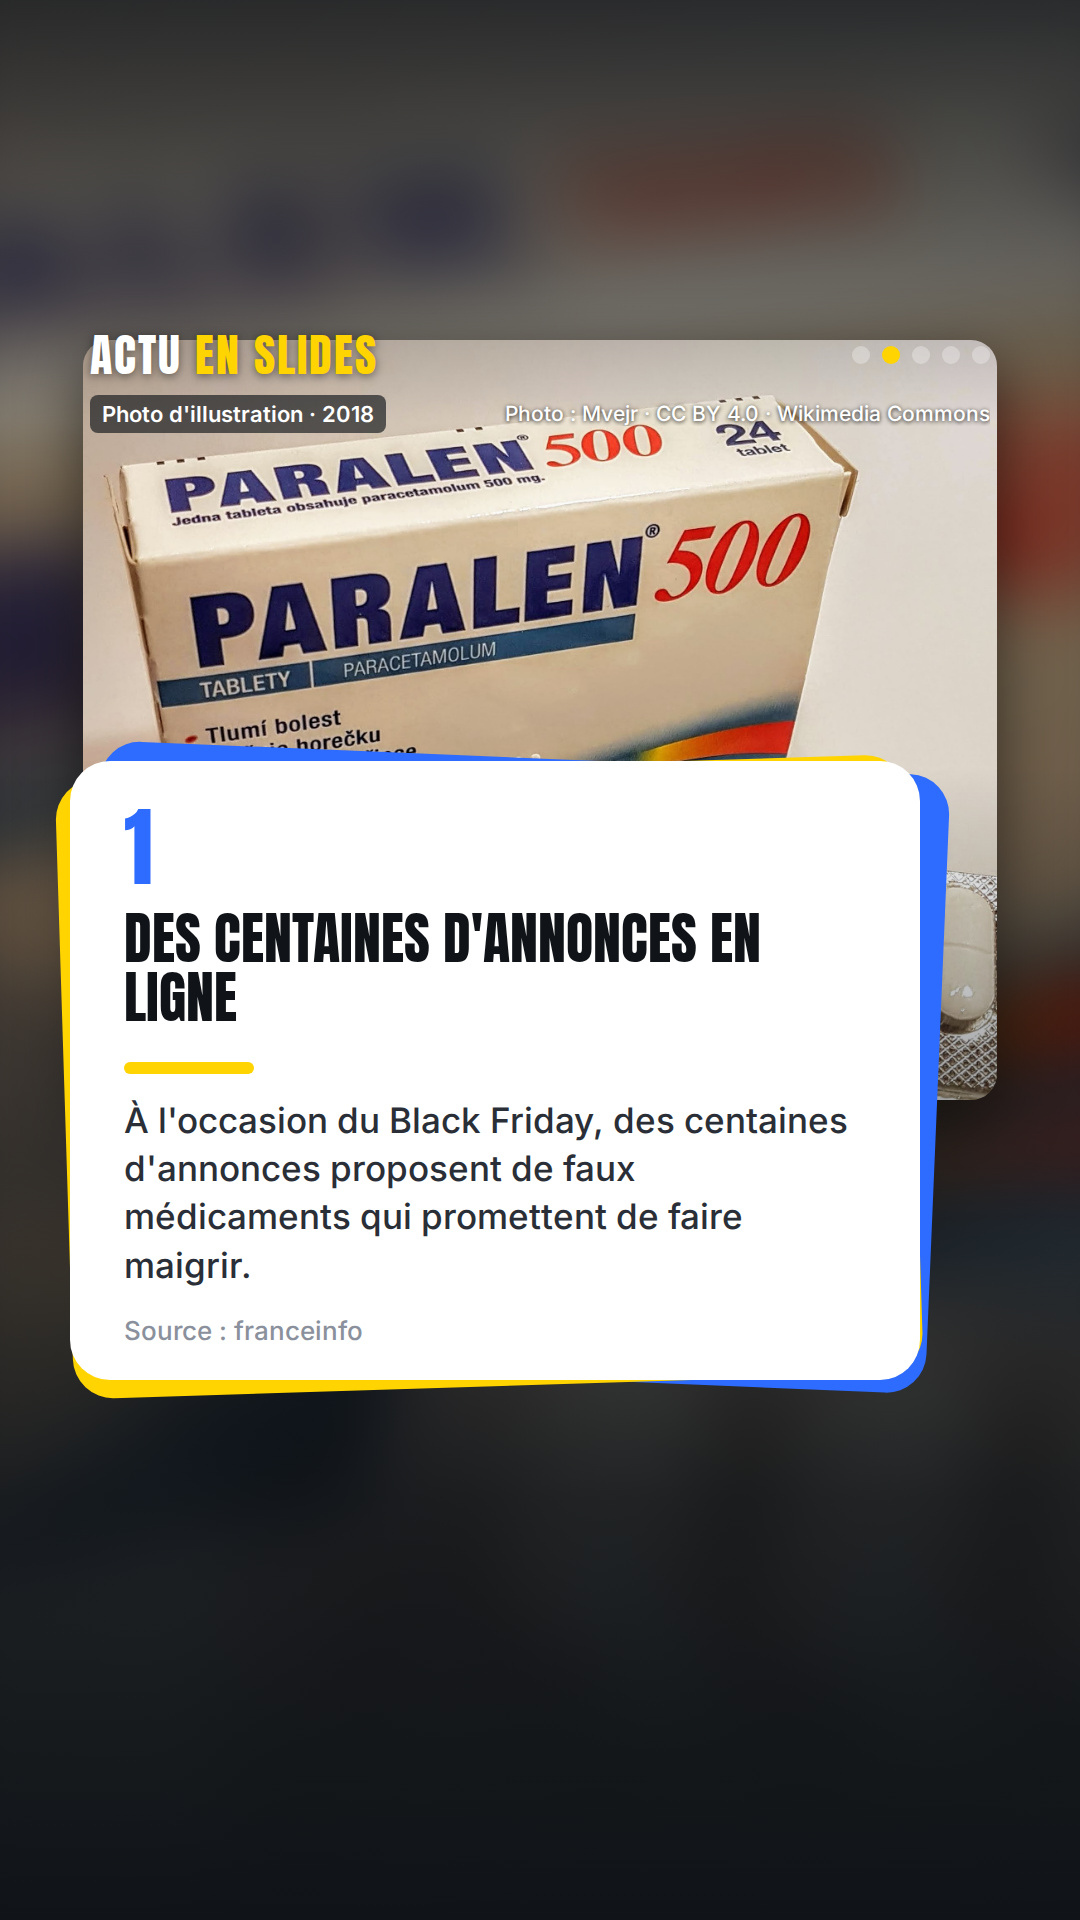 ACTU EN SLIDES
Photo d'illustration · 2018
Photo : Mvejr · CC BY 4.0 · Wikimedia Commons
PARALEN® 500
24
tablet
Jedna tableta obsahuje paracetamolum 500 mg.
PARALEN® 500
TABLETY PARACETAMOLUM
Tlumí bolest
horečku
1
DES CENTAINES D'ANNONCES EN
LIGNE
À l'occasion du Black Friday, des centaines
d'annonces proposent de faux
médicaments qui promettent de faire
maigrir.
Source : franceinfo